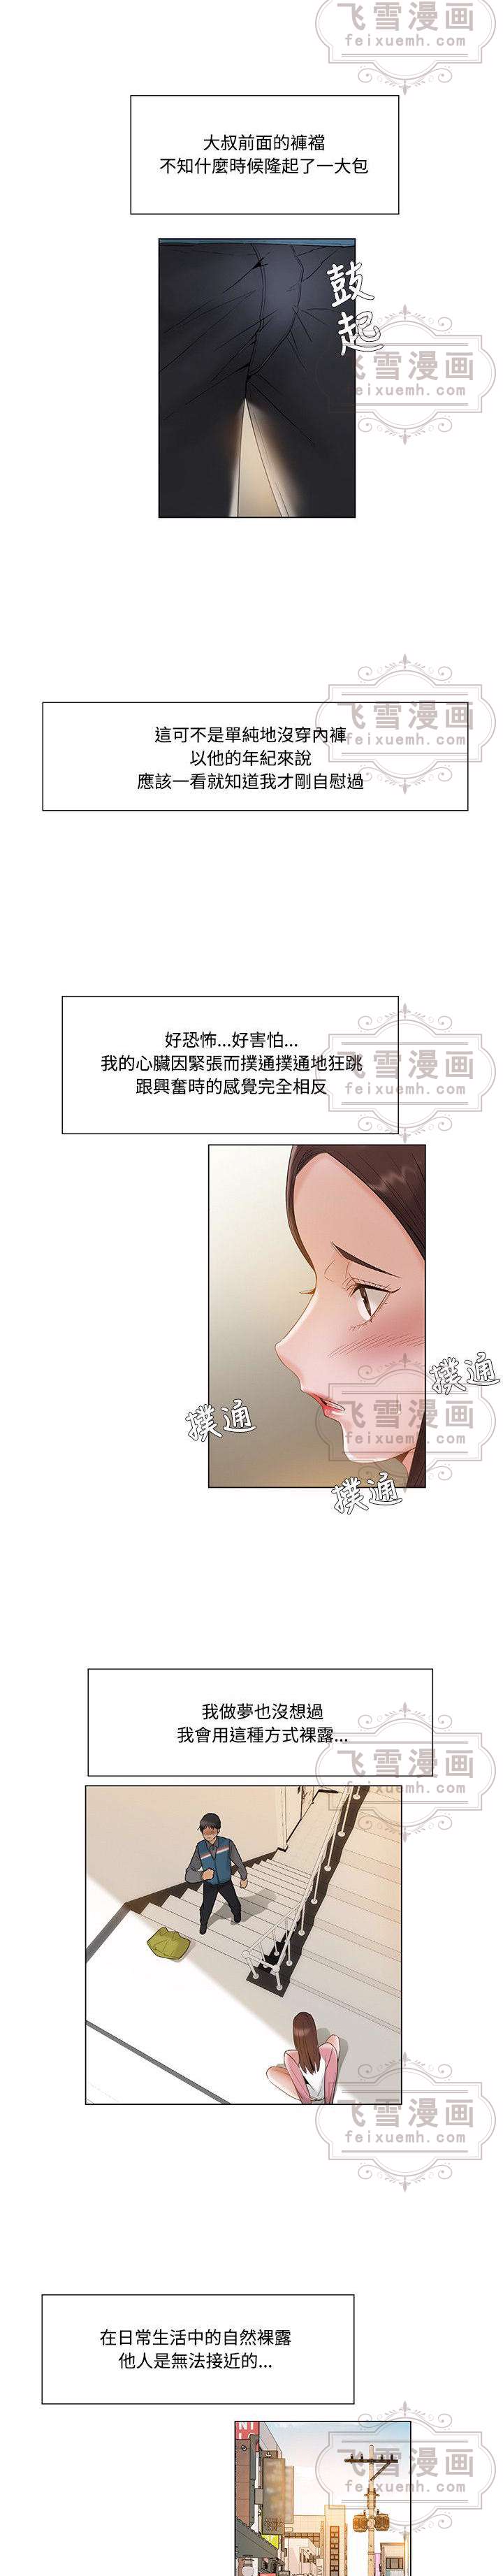 飞雪漫画
feixuemh.com
大叔前面的褲襠
不知什麼時候隆起了一大包
鼓起
飞雪漫画
feixuemh.com
飞雪漫画
feixuemh.com
這可不是單純地沒穿內褲
以他的年紀來說
應該一看就知道我才剛自慰過
好恐怖...好害怕...
我的心臟因緊張而撲通撲通地狂跳
跟興奮時的感覺完全相反
飞雪漫画
feixuemh.com
撲通
撲通
飞雪漫画
feixuemh.com
撲通
我做夢也沒想過
我會用這種方式裸露...
飞雪漫画
feixuemh.com
飞雪漫画
feixuemh.com
在日常生活中的自然裸露
他人是無法接近的...
飞雪漫画
feixuemh.com